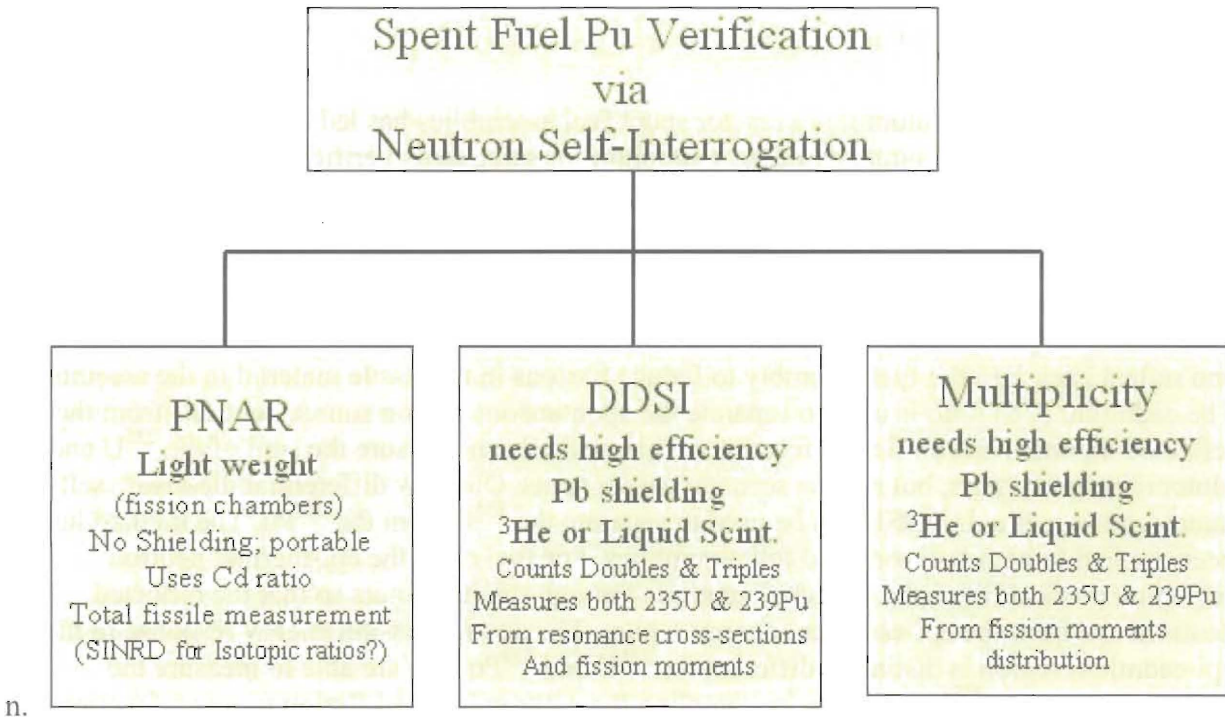 Spent Fuel Pu Verification
via
Neutron Self-Interrogation
PNAR
Light weight
(fission chambers)
No Shielding, portable
Uses Cd ratio
Total fissile measurement
(SINRD for Isotopic ratios?)
DDSI
needs high efficiency
Pb shielding
³He or Liquid Scint.
Counts Doubles & Triples
Measures both 235U & 239Pu
From resonance cross-sections
And fission moments
Multiplicity
needs high efficiency
Pb shielding
³He or Liquid Scint.
Counts Doubles & Triples
Measures both 235U & 239Pu
From fission moments
distribution
n.